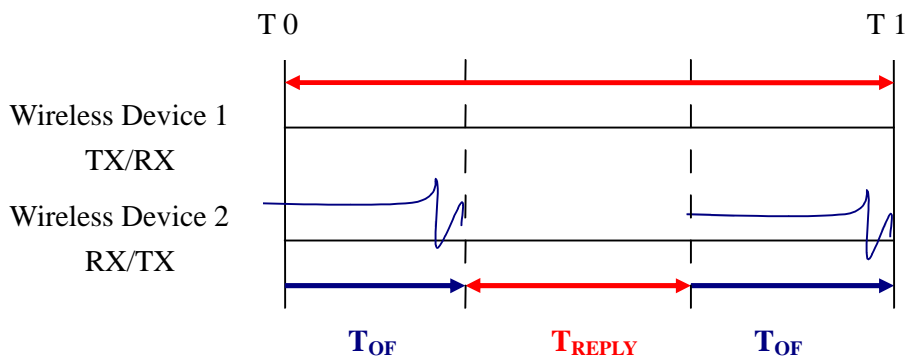 T 0 T 1
Wireless Device 1
TX/RX
Wireless Device 2
RX/TX
TOF TREPLY TOF